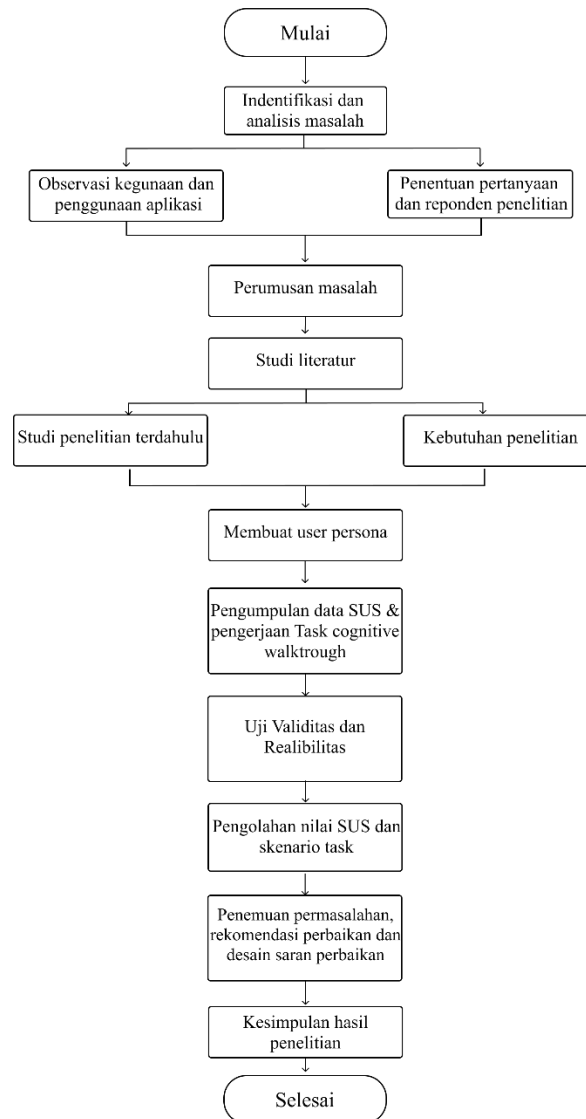 Mulai
Indentifikasi dan
analisis masalah
Observasi kegunaan dan
penggunaan aplikasi
Penentuan pertanyaan
dan reponden penelitian
Perumusan masalah
Studi literatur
Studi penelitian terdahulu
Kebutuhan penelitian
Membuat user persona
Pengumpulan data SUS &
pengerjaan Task cognitive
walktrough
Uji Validitas dan
Realibilitas
Pengolahan nilai SUS dan
skenario task
Penemuan permasalahan,
rekomendasi perbaikan dan
desain saran perbaikan
Kesimpulan hasil
penelitian
Selesai